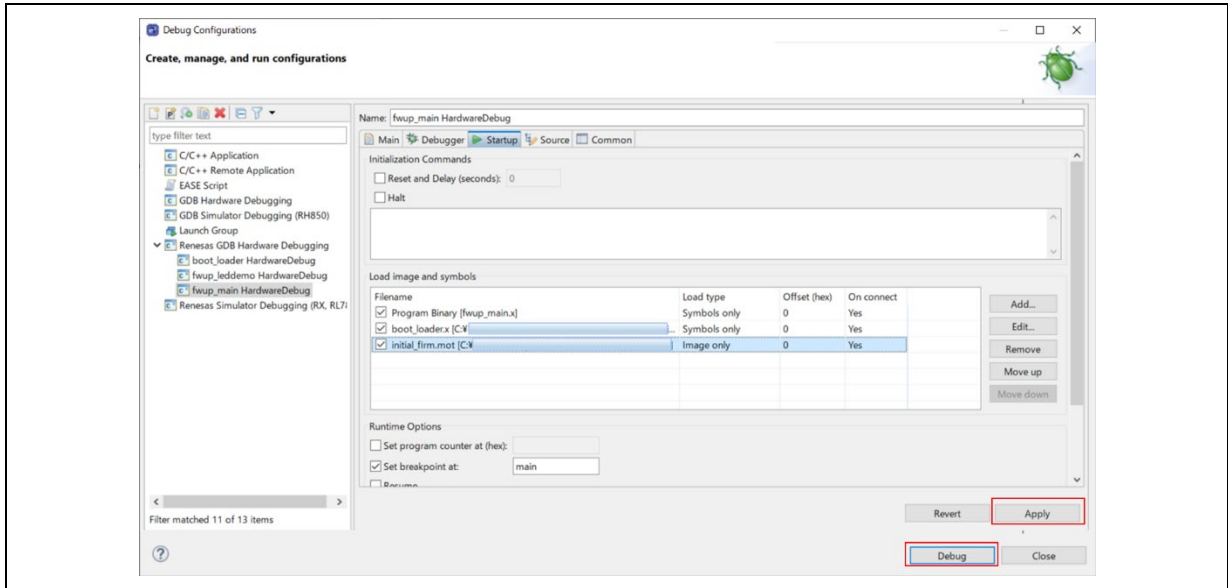 Debug Configurations
Create, manage, and run configurations
type filter text
C/C++ Application
C/C++ Remote Application
EASE Script
GDB Hardware Debugging
GDB Simulator Debugging (RH850)
Launch Group
Renesas GDB Hardware Debugging
boot_loader HardwareDebug
fwup_leddemo HardwareDebug
fwup_main HardwareDebug
Renesas Simulator Debugging (RX, RL78
Filter matched 11 of 13 items
Name: fwup_main HardwareDebug
Main Debugger Startup Source Common
Initialization Commands
Reset and Delay (seconds): 0
Halt
Load image and symbols
Filename Load type Offset (hex) On connect
Program Binary [fwup_main.x] Symbols only 0 Yes
boot_loader.x [C:¥ ... Symbols only 0 Yes
initial_firm.mot [C:¥ ] Image only 0 Yes
Add...
Edit...
Remove
Move up
Move down
Runtime Options
Set program counter at (hex):
Set breakpoint at: main
Resume
Revert Apply
Debug Close